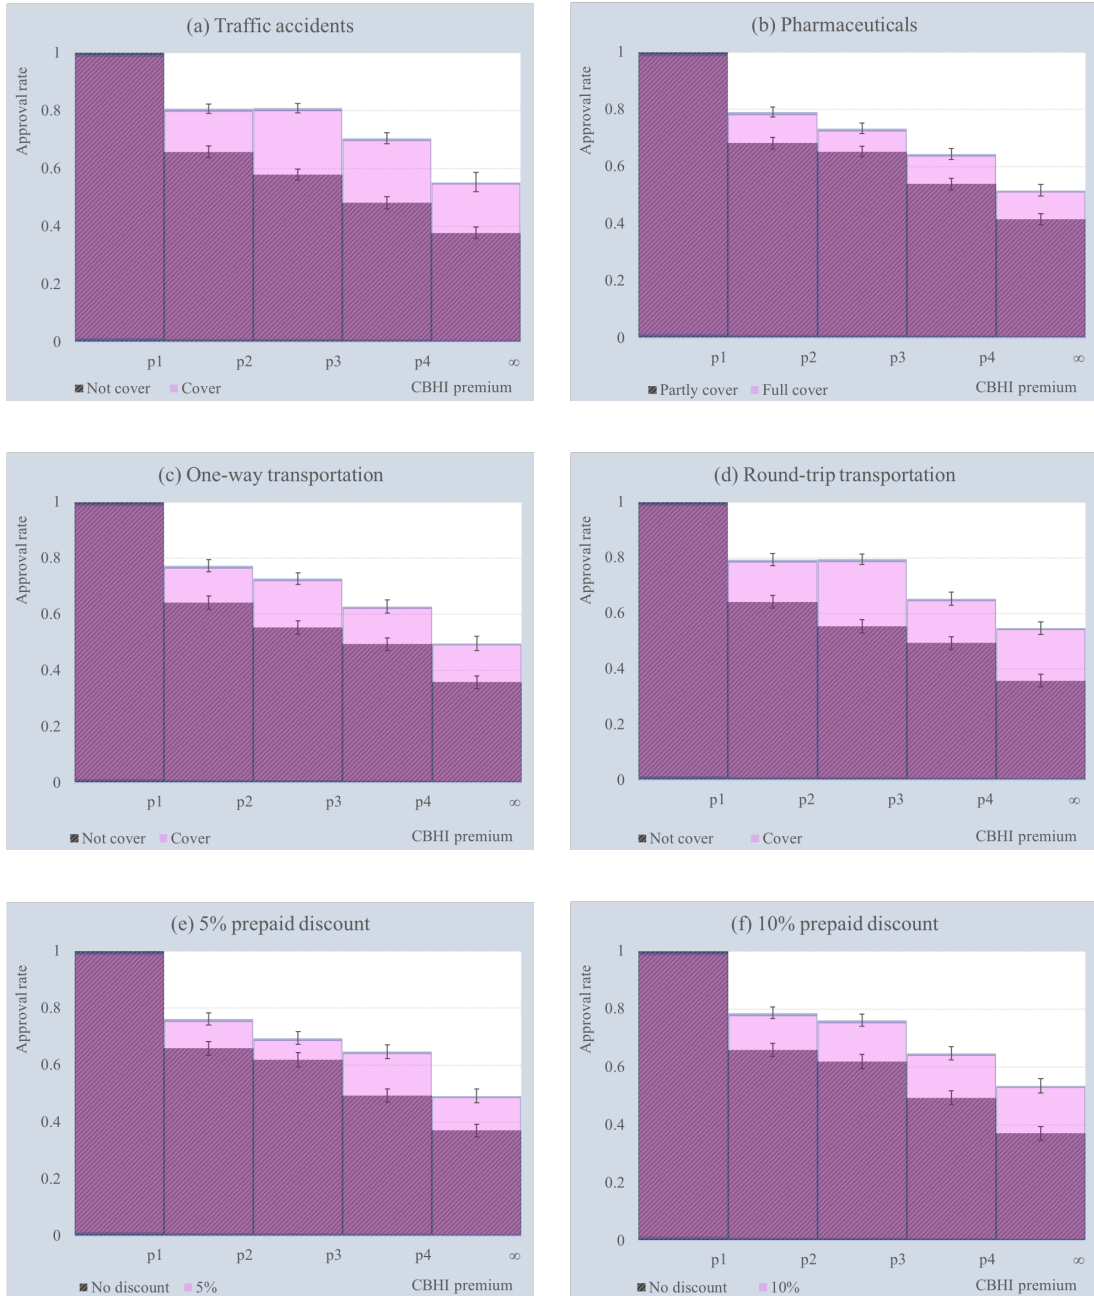 (a) Traffic accidents
Approval rate
1
0.8
0.6
0.4
0.2
0
p1 p2 p3 p4 ∞
Not cover Cover CBHI premium
(b) Pharmaceuticals
Approval rate
1
0.8
0.6
0.4
0.2
0
p1 p2 p3 p4 ∞
Partly cover Full cover CBHI premium
(c) One-way transportation
Approval rate
1
0.8
0.6
0.4
0.2
0
p1 p2 p3 p4 ∞
Not cover Cover CBHI premium
(d) Round-trip transportation
Approval rate
1
0.8
0.6
0.4
0.2
0
p1 p2 p3 p4 ∞
Not cover Cover CBHI premium
(e) 5% prepaid discount
Approval rate
1
0.8
0.6
0.4
0.2
0
p1 p2 p3 p4 ∞
No discount 5% CBHI premium
(f) 10% prepaid discount
Approval rate
1
0.8
0.6
0.4
0.2
0
p1 p2 p3 p4 ∞
No discount 10% CBHI premium